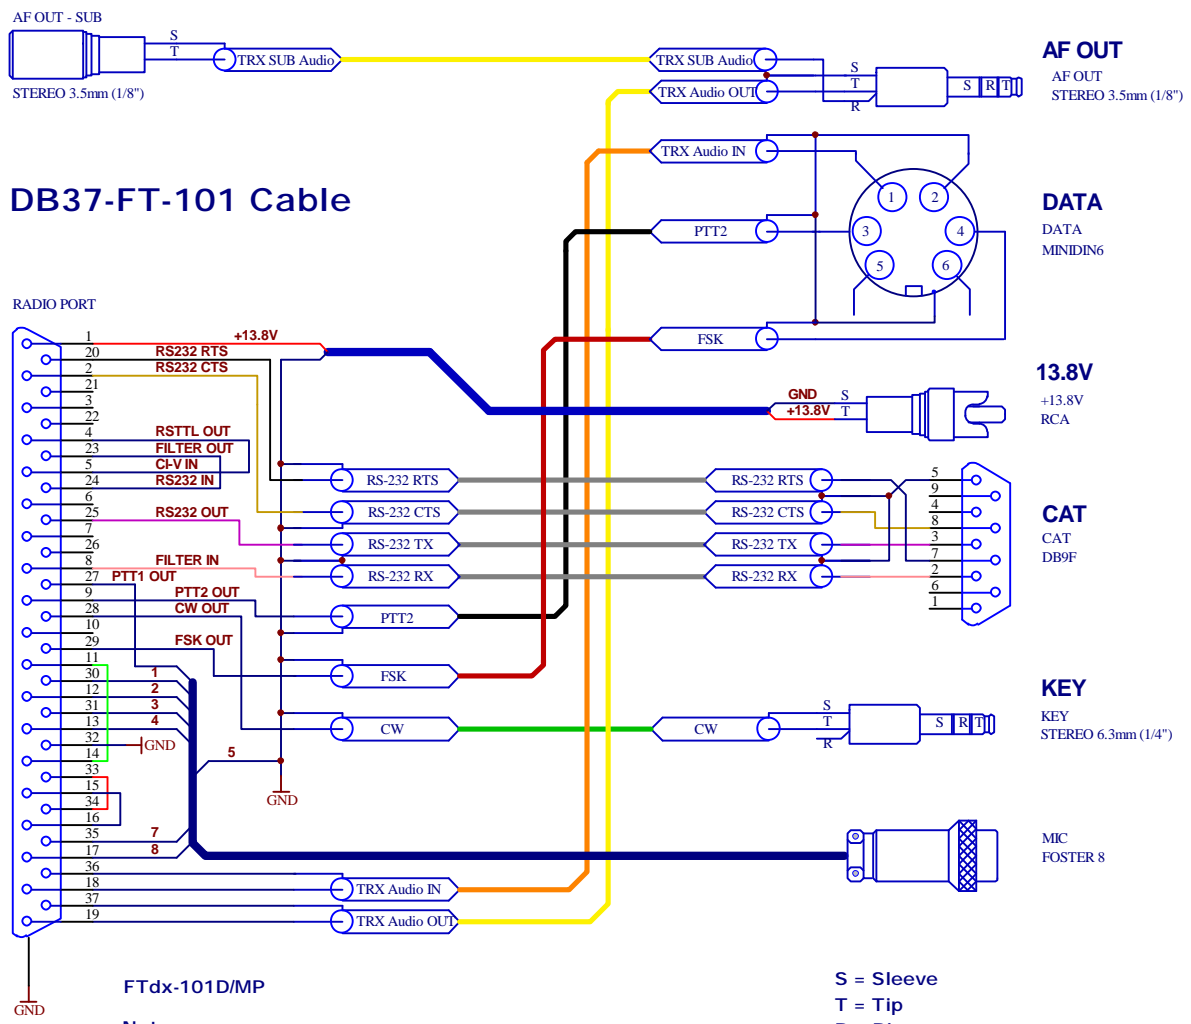 AF OUT - SUB
S
T
TRX SUB Audio
STEREO 3.5mm (1/8")
TRX SUB Audio
TRX Audio OUT
S
T
R
S R T
AF OUT
AF OUT
STEREO 3.5mm (1/8")
TRX Audio IN
DB37-FT-101 Cable
PTT2
1
2
3
4
5
6
DATA
DATA
MINIDIN6
FSK
RADIO PORT
1
+13.8V
20
RS232 RTS
2
RS232 CTS
21
3
22
4
RSTTL OUT
23
FILTER OUT
5
CI-V IN
24
RS232 IN
6
25
RS232 OUT
7
26
8
FILTER IN
27
PTT1 OUT
9
PTT2 OUT
28
CW OUT
10
29
FSK OUT
11
30
1
12
2
31
3
13
4
32
GND
14
5
33
15
34
16
35
7
17
8
36
18
37
19
GND
GND
RS-232 RTS
RS-232 CTS
RS-232 TX
RS-232 RX
PTT2
FSK
CW
TRX Audio IN
TRX Audio OUT
GND
+13.8V
S
T
13.8V
+13.8V
RCA
RS-232 RTS
RS-232 CTS
RS-232 TX
RS-232 RX
5
9
4
8
3
7
2
6
1
CAT
CAT
DB9F
CW
S
T
R
S R T
KEY
KEY
STEREO 6.3mm (1/4")
MIC
FOSTER 8
FTdx-101D/MP
S = Sleeve
T = Tip